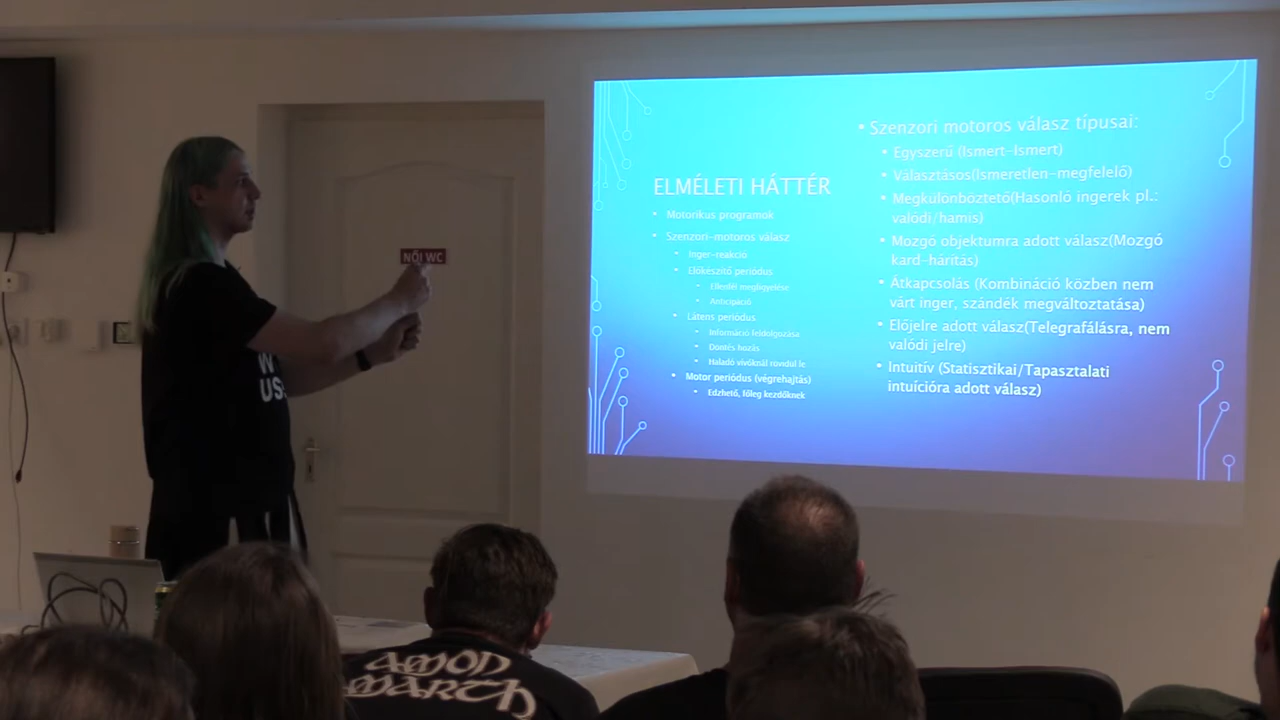 NŐI WC
W
US
ELMÉLETI HÁTTÉR
• Motorikus programok
• Szenzori-motoros válasz
• Inger-reakció
• Előkészítő periódus
• Ellenfél megfigyelése
• Anticipáció
• Látens periódus
• Információ feldolgozása
• Döntés hozás
• Haladó vívóknál rövidül le
• Motor periódus (végrehajtás)
• Edzhető, főleg kezdőknek
• Szenzori motoros válasz típusai:
• Egyszerű (Ismert-Ismert)
• Választásos(Ismeretlen-megfelelő)
• Megkülönböztető(Hasonló ingerek pl.:
valódi/hamis)
• Mozgó objektumra adott válasz(Mozgó
kard-hárítás)
• Átkapcsolás (Kombináció közben nem
várt inger, szándék megváltoztatása)
• Előjelre adott válasz(Telegrafálásra, nem
valódi jelre)
• Intuitív (Statisztikai/Tapasztalati
intuícióra adott válasz)
AMON
AMARTH